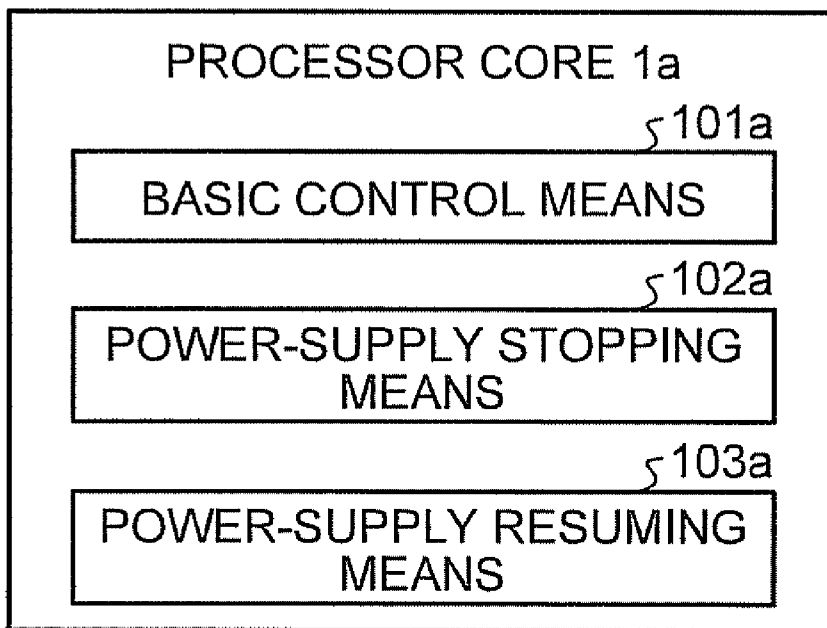 PROCESSOR CORE 1a
101a
BASIC CONTROL MEANS
102a
POWER-SUPPLY STOPPING
MEANS
103a
POWER-SUPPLY RESUMING
MEANS